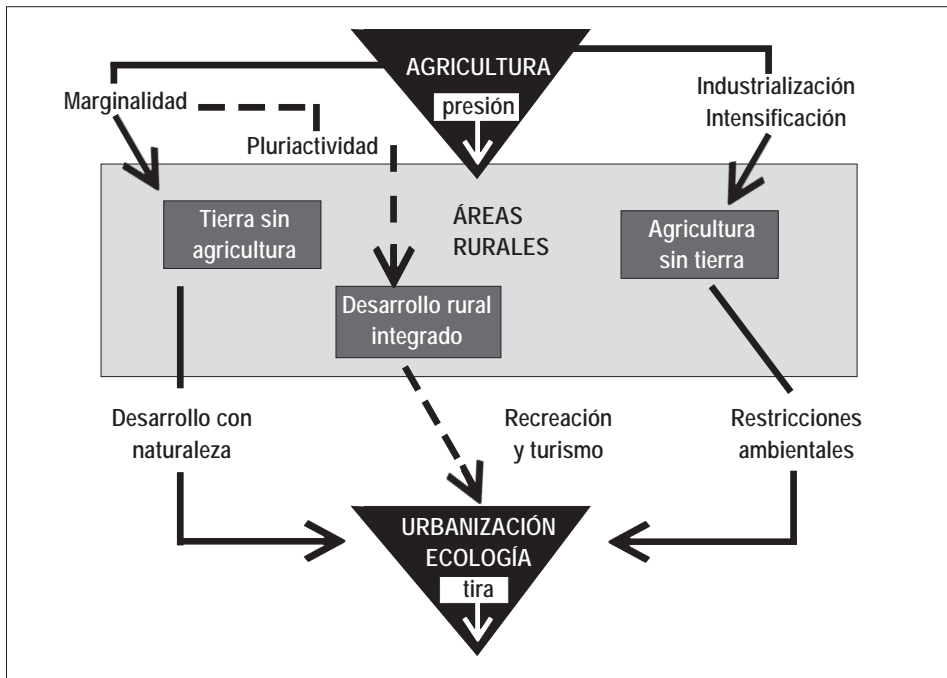 AGRICULTURA
presión
Marginalidad
Pluriactividad
Industrialización
Intensificación
Tierra sin
agricultura
ÁREAS
RURALES
Agricultura
sin tierra
Desarrollo rural
integrado
Desarrollo con
naturaleza
Recreación
y turismo
Restricciones
ambientales
URBANIZACIÓN
ECOLOGÍA
tira